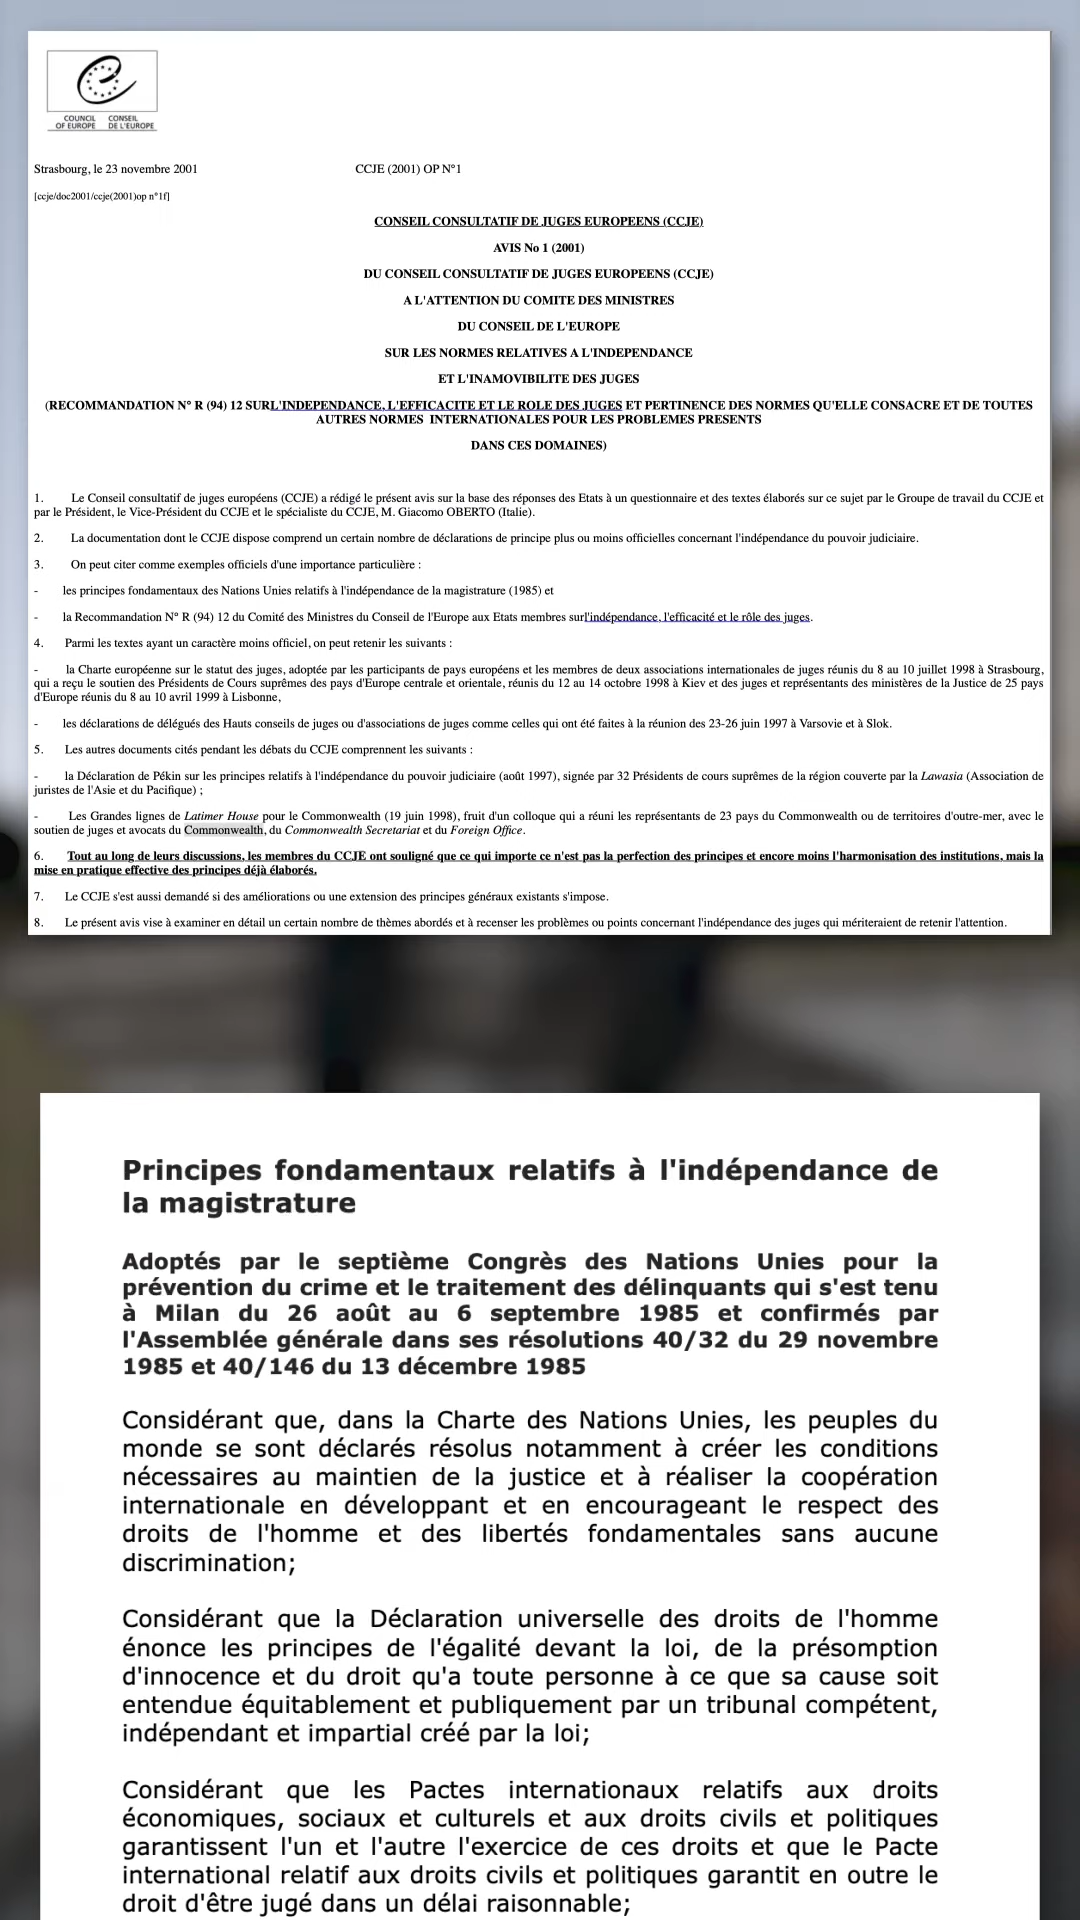 COUNCIL CONSEIL
OF EUROPE DE L'EUROPE
Strasbourg, le 23 novembre 2001 CCJE (2001) OP N°1
[ccje/doc2001/ccje(2001)op n°1f]
CONSEIL CONSULTATIF DE JUGES EUROPEENS (CCJE)
AVIS No 1 (2001)
DU CONSEIL CONSULTATIF DE JUGES EUROPEENS (CCJE)
A L'ATTENTION DU COMITE DES MINISTRES
DU CONSEIL DE L'EUROPE
SUR LES NORMES RELATIVES A L'INDEPENDANCE
ET L'INAMOVIBILITE DES JUGES
(RECOMMANDATION N° R (94) 12 SURL'INDEPENDANCE, L'EFFICACITE ET LE ROLE DES JUGES ET PERTINENCE DES NORMES QU'ELLE CONSACRE ET DE TOUTES
AUTRES NORMES INTERNATIONALES POUR LES PROBLEMES PRESENTS
DANS CES DOMAINES)
1. Le Conseil consultatif de juges européens (CCJE) a rédigé le présent avis sur la base des réponses des Etats à un questionnaire et des textes élaborés sur ce sujet par le Groupe de travail du CCJE et
par le Président, le Vice-Président du CCJE et le spécialiste du CCJE, M. Giacomo OBERTO (Italie).
2. La documentation dont le CCJE dispose comprend un certain nombre de déclarations de principe plus ou moins officielles concernant l'indépendance du pouvoir judiciaire.
3. On peut citer comme exemples officiels d'une importance particulière :
- les principes fondamentaux des Nations Unies relatifs à l'indépendance de la magistrature (1985) et
- la Recommandation N° R (94) 12 du Comité des Ministres du Conseil de l'Europe aux Etats membres surl'indépendance, l'efficacité et le rôle des juges.
4. Parmi les textes ayant un caractère moins officiel, on peut retenir les suivants :
- la Charte européenne sur le statut des juges, adoptée par les participants de pays européens et les membres de deux associations internationales de juges réunis du 8 au 10 juillet 1998 à Strasbourg,
qui a reçu le soutien des Présidents de Cours suprêmes des pays d'Europe centrale et orientale, réunis du 12 au 14 octobre 1998 à Kiev et des juges et représentants des ministères de la Justice de 25 pays
d'Europe réunis du 8 au 10 avril 1999 à Lisbonne,
- les déclarations de délégués des Hauts conseils de juges ou d'associations de juges comme celles qui ont été faites à la réunion des 23-26 juin 1997 à Varsovie et à Slok.
5. Les autres documents cités pendant les débats du CCJE comprennent les suivants :
- la Déclaration de Pékin sur les principes relatifs à l'indépendance du pouvoir judiciaire (août 1997), signée par 32 Présidents de cours suprêmes de la région couverte par la Lawasia (Association de
juristes de l'Asie et du Pacifique) ;
- Les Grandes lignes de Latimer House pour le Commonwealth (19 juin 1998), fruit d'un colloque qui a réuni les représentants de 23 pays du Commonwealth ou de territoires d'outre-mer, avec le
soutien de juges et avocats du Commonwealth, du Commonwealth Secretariat et du Foreign Office.
6. Tout au long de leurs discussions, les membres du CCJE ont souligné que ce qui importe ce n'est pas la perfection des principes et encore moins l'harmonisation des institutions, mais la
mise en pratique effective des principes déjà élaborés.
7. Le CCJE s'est aussi demandé si des améliorations ou une extension des principes généraux existants s'impose.
8. Le présent avis vise à examiner en détail un certain nombre de thèmes abordés et à recenser les problèmes ou points concernant l'indépendance des juges qui mériteraient de retenir l'attention.
Principes fondamentaux relatifs à l'indépendance de
la magistrature
Adoptés par le septième Congrès des Nations Unies pour la
prévention du crime et le traitement des délinquants qui s'est tenu
à Milan du 26 août au 6 septembre 1985 et confirmés par
l'Assemblée générale dans ses résolutions 40/32 du 29 novembre
1985 et 40/146 du 13 décembre 1985
Considérant que, dans la Charte des Nations Unies, les peuples du
monde se sont déclarés résolus notamment à créer les conditions
nécessaires au maintien de la justice et à réaliser la coopération
internationale en développant et en encourageant le respect des
droits de l'homme et des libertés fondamentales sans aucune
discrimination;
Considérant que la Déclaration universelle des droits de l'homme
énonce les principes de l'égalité devant la loi, de la présomption
d'innocence et du droit qu'a toute personne à ce que sa cause soit
entendue équitablement et publiquement par un tribunal compétent,
indépendant et impartial créé par la loi;
Considérant que les Pactes internationaux relatifs aux droits
économiques, sociaux et culturels et aux droits civils et politiques
garantissent l'un et l'autre l'exercice de ces droits et que le Pacte
international relatif aux droits civils et politiques garantit en outre le
droit d'être jugé dans un délai raisonnable;